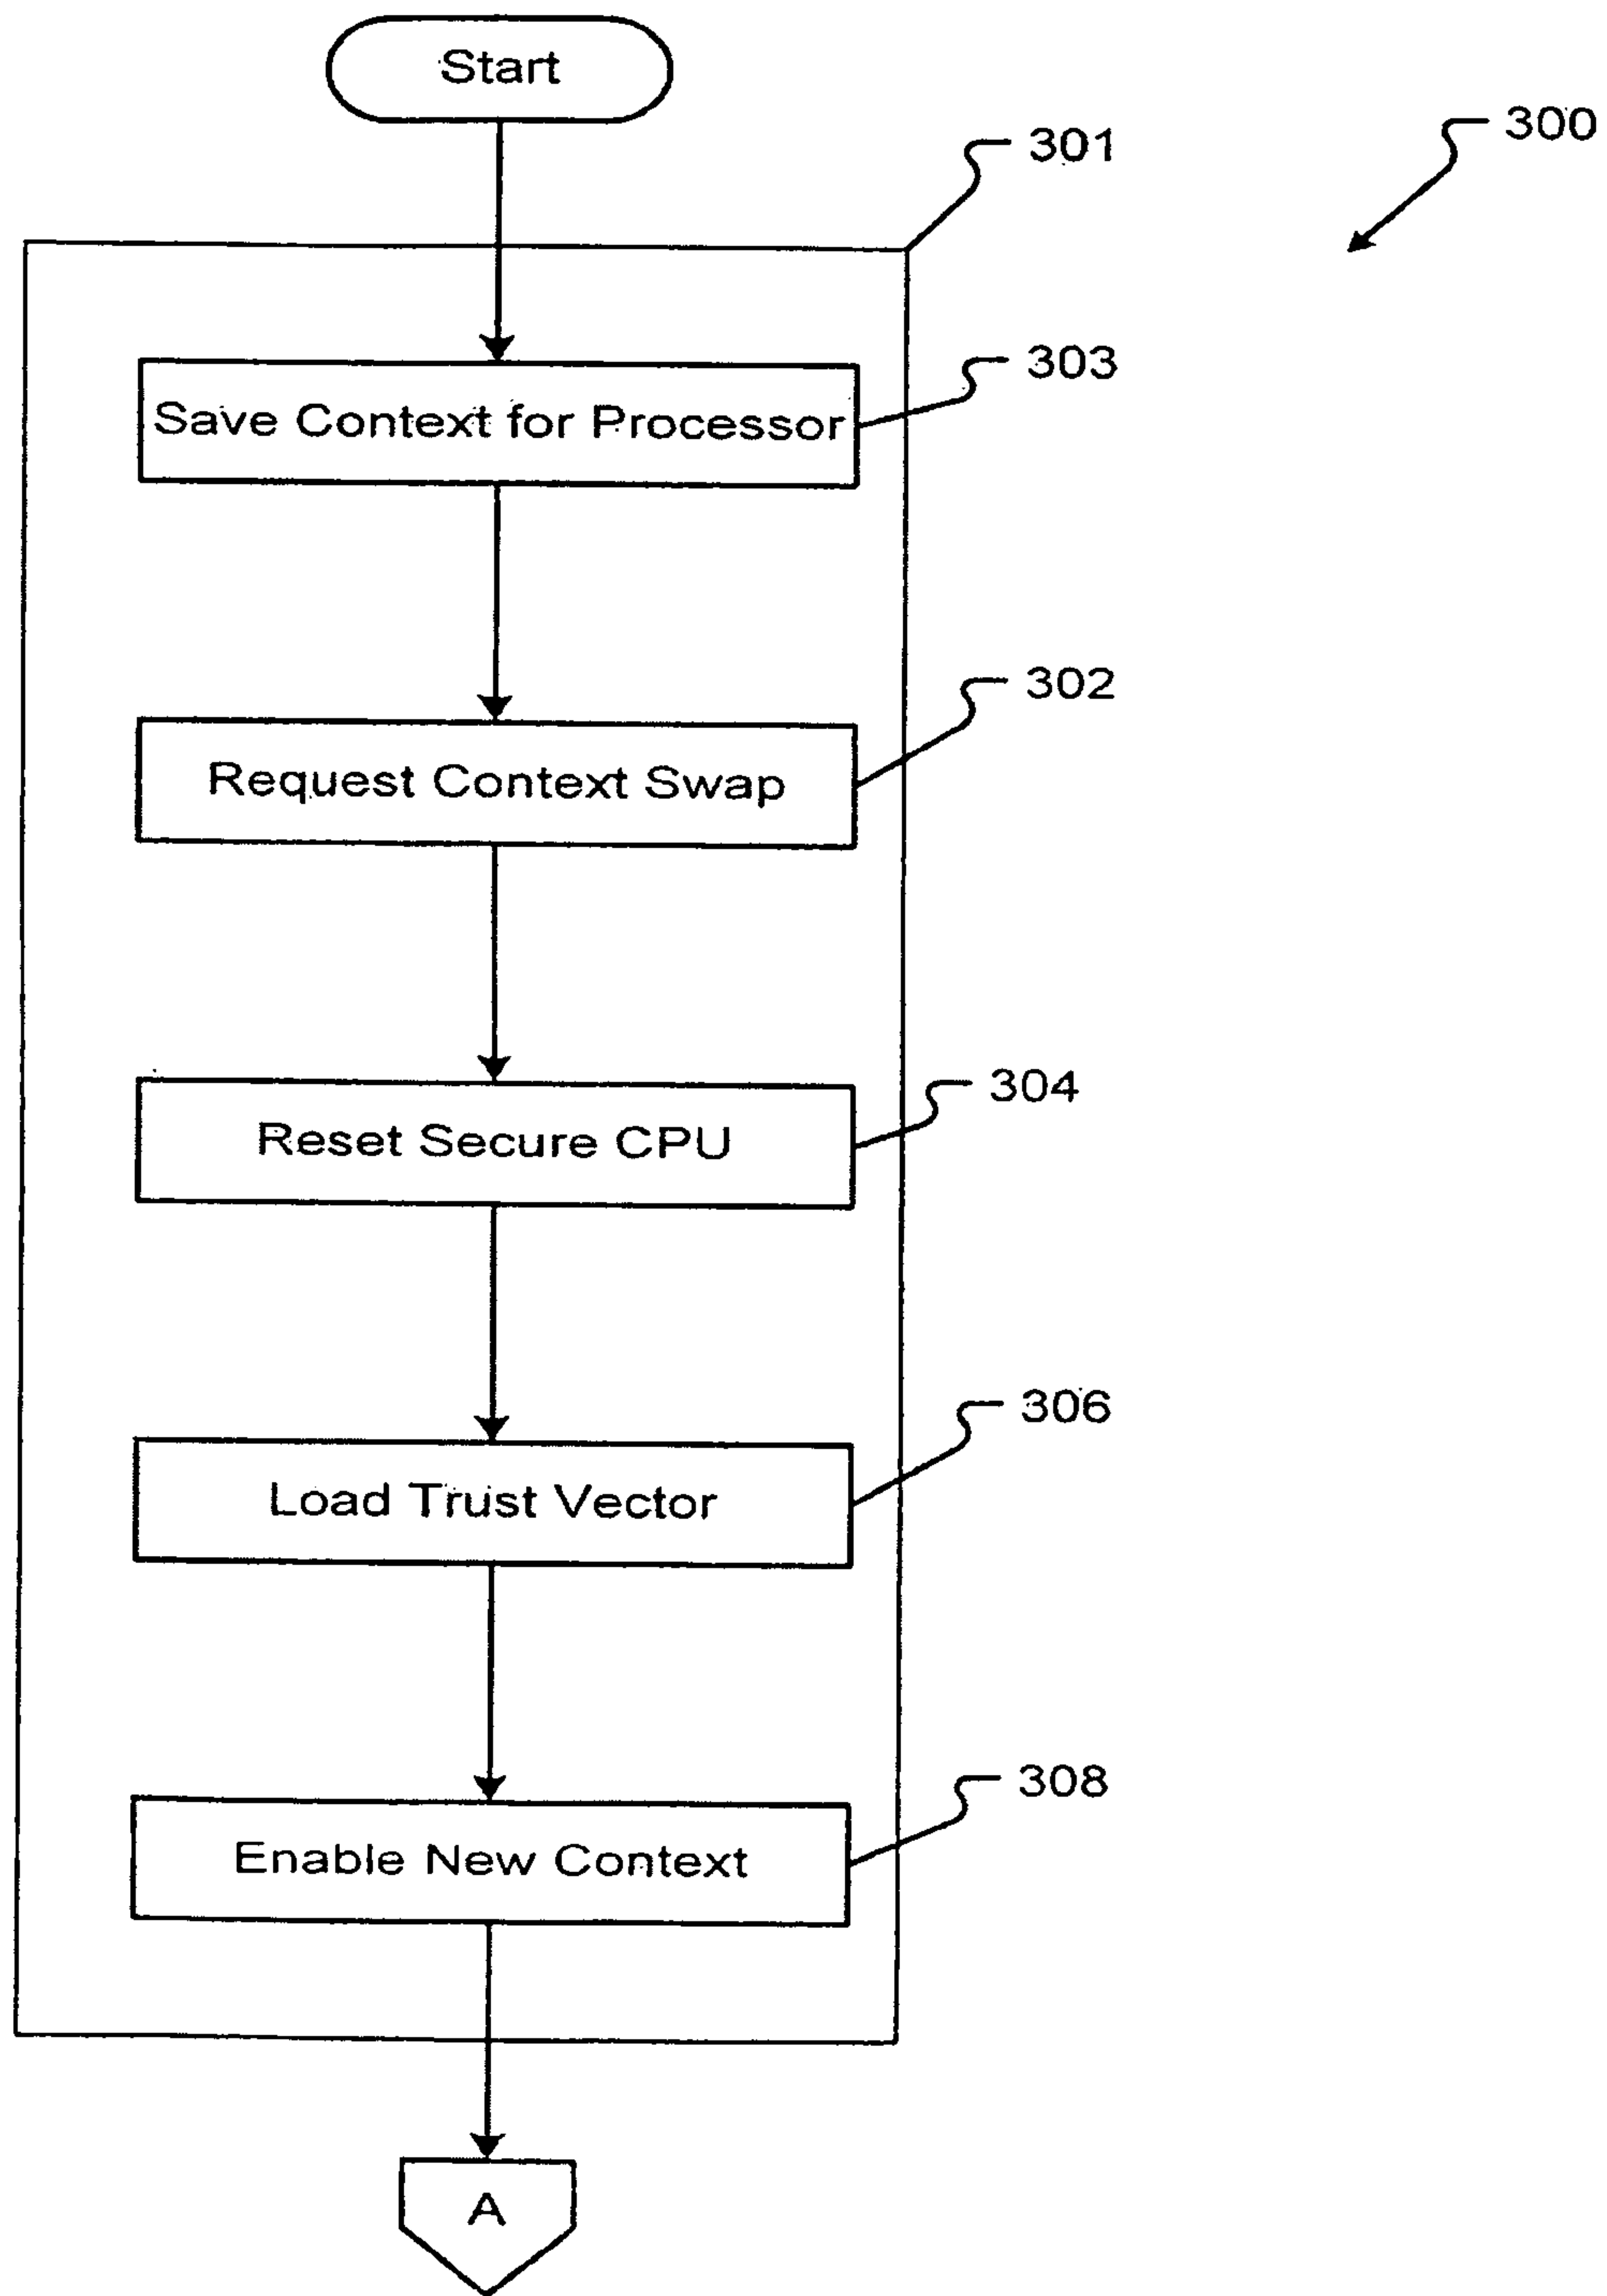 Start
300
301
303
Save Context for Processor
302
Request Context Swap
304
Reset Secure CPU
306
Load Trust Vector
308
Enable New Context
A